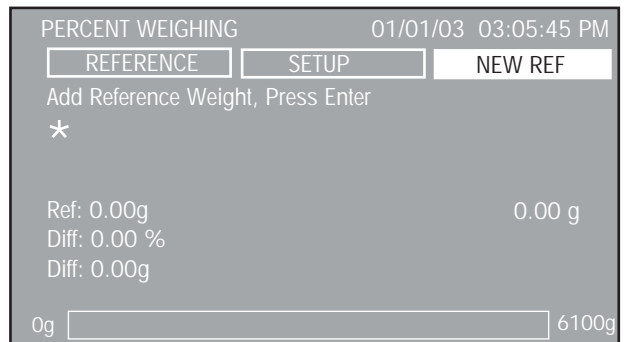 PERCENT WEIGHING 01/01/03 03:05:45 PM
REFERENCE SETUP NEW REF
Add Reference Weight, Press Enter
*
Ref: 0.00g 0.00 g
Diff: 0.00 %
Diff: 0.00g
0g 6100g